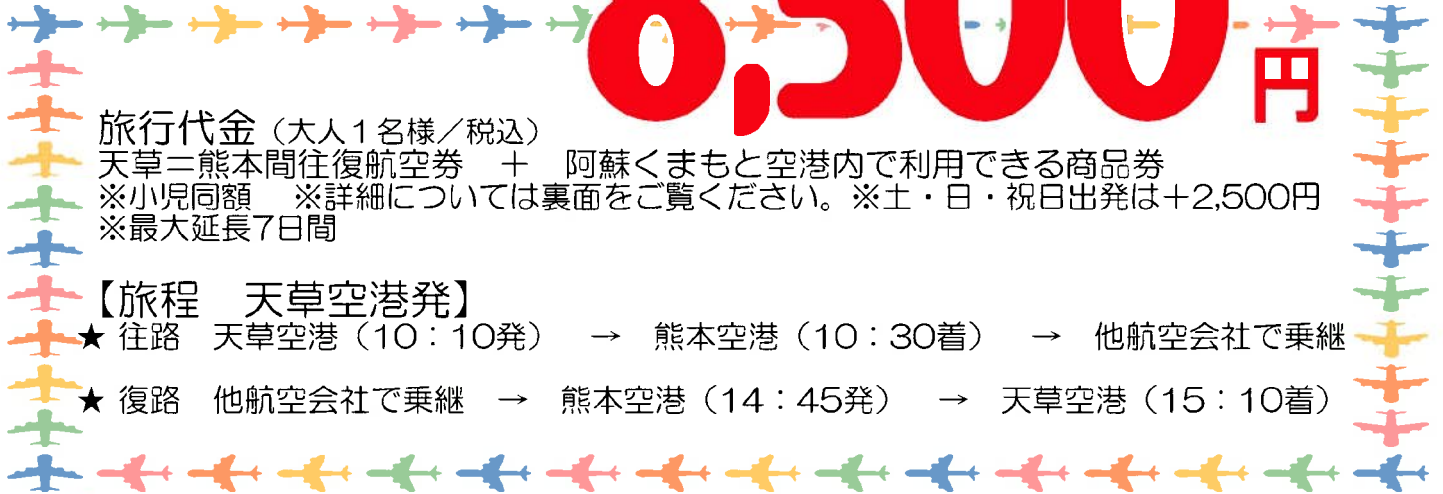 8,500円
旅行代金（大人1名様／税込）
天草＝熊本間往復航空券　＋　阿蘇くまもと空港内で利用できる商品券
※小児同額　※詳細については裏面をご覧ください。※土・日・祝日出発は＋2,500円
※最大延長7日間
【旅程　天草空港発】
★ 往路　天草空港（10：10発）　→　熊本空港（10：30着）　→　他航空会社で乗継
★ 復路　他航空会社で乗継　→　熊本空港（14：45発）　→　天草空港（15：10着）